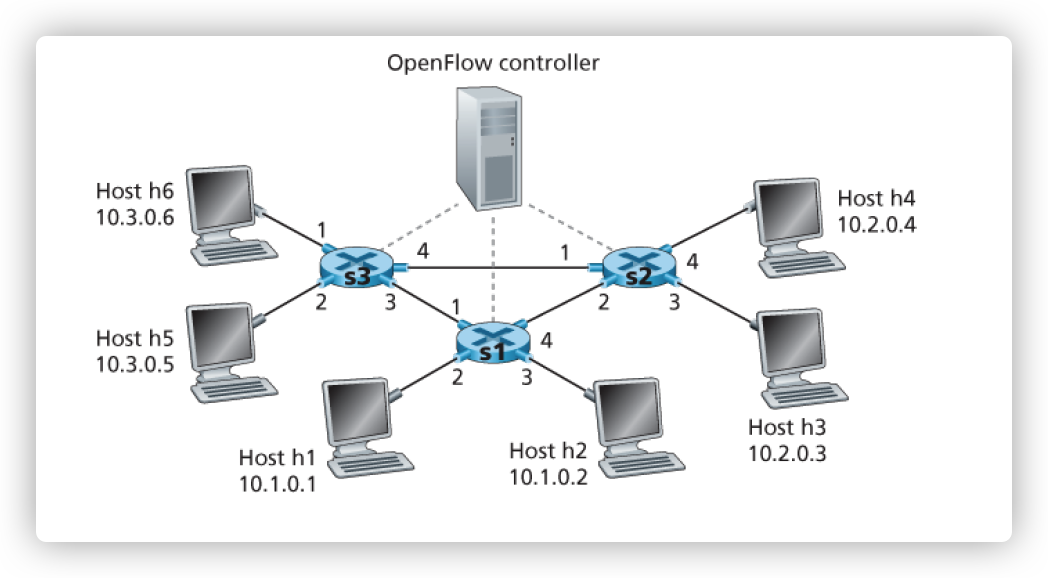 OpenFlow controller
Host h6
10.3.0.6
Host h4
10.2.0.4
1
4
1
4
s3
s2
2
3
1
2
3
Host h5
10.3.0.5
s1
4
2
3
Host h1
10.1.0.1
Host h2
10.1.0.2
Host h3
10.2.0.3